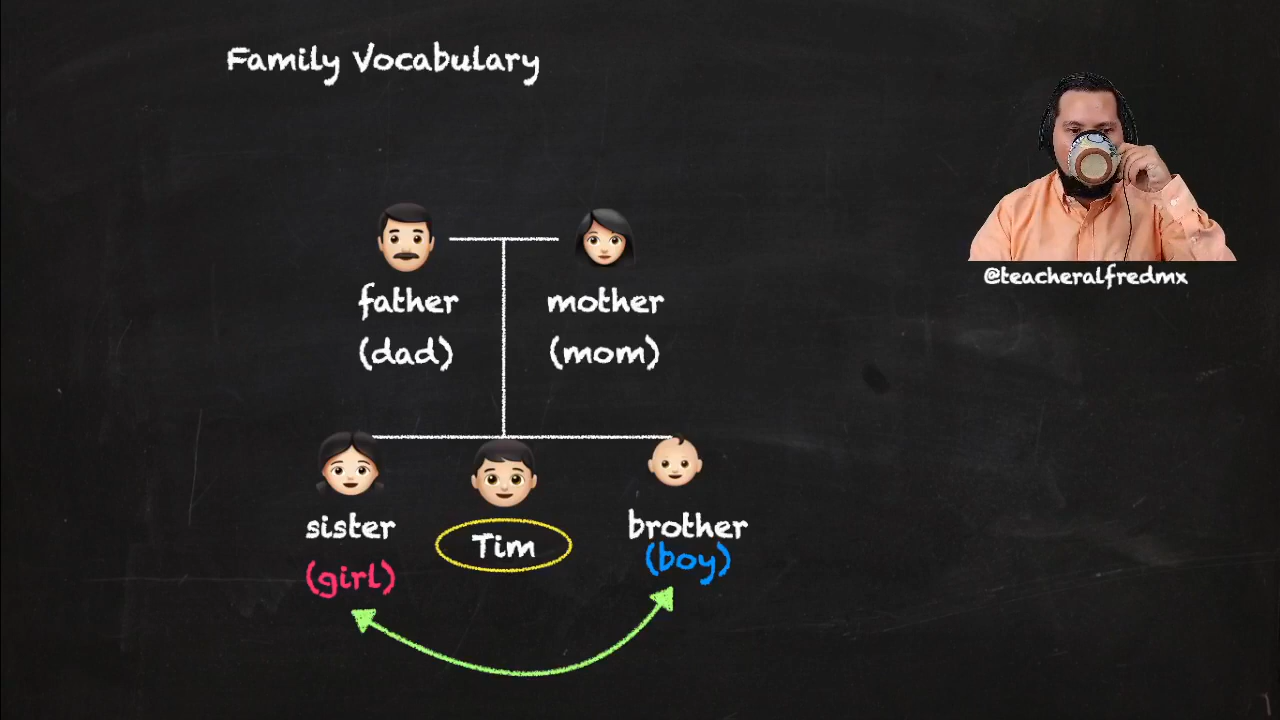 Family Vocabulary
@teacheralfredmx
father
mother
(dad)
(mom)
sister
Tim
brother
(boy)
(girl)